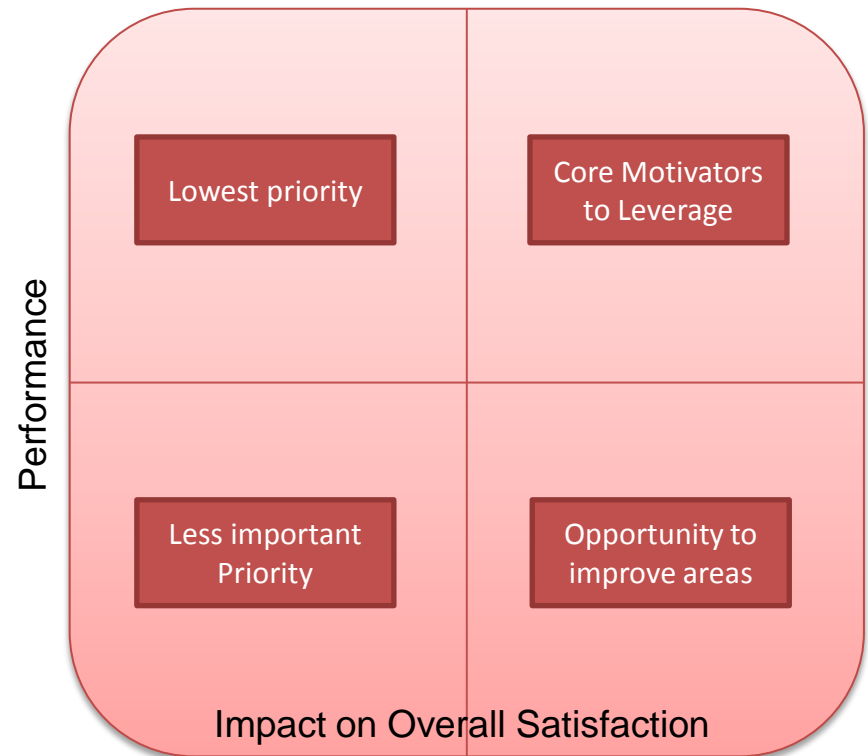 Lowest priority
Core Motivators
to Leverage
Performance
Less important
Priority
Opportunity to
improve areas
Impact on Overall Satisfaction